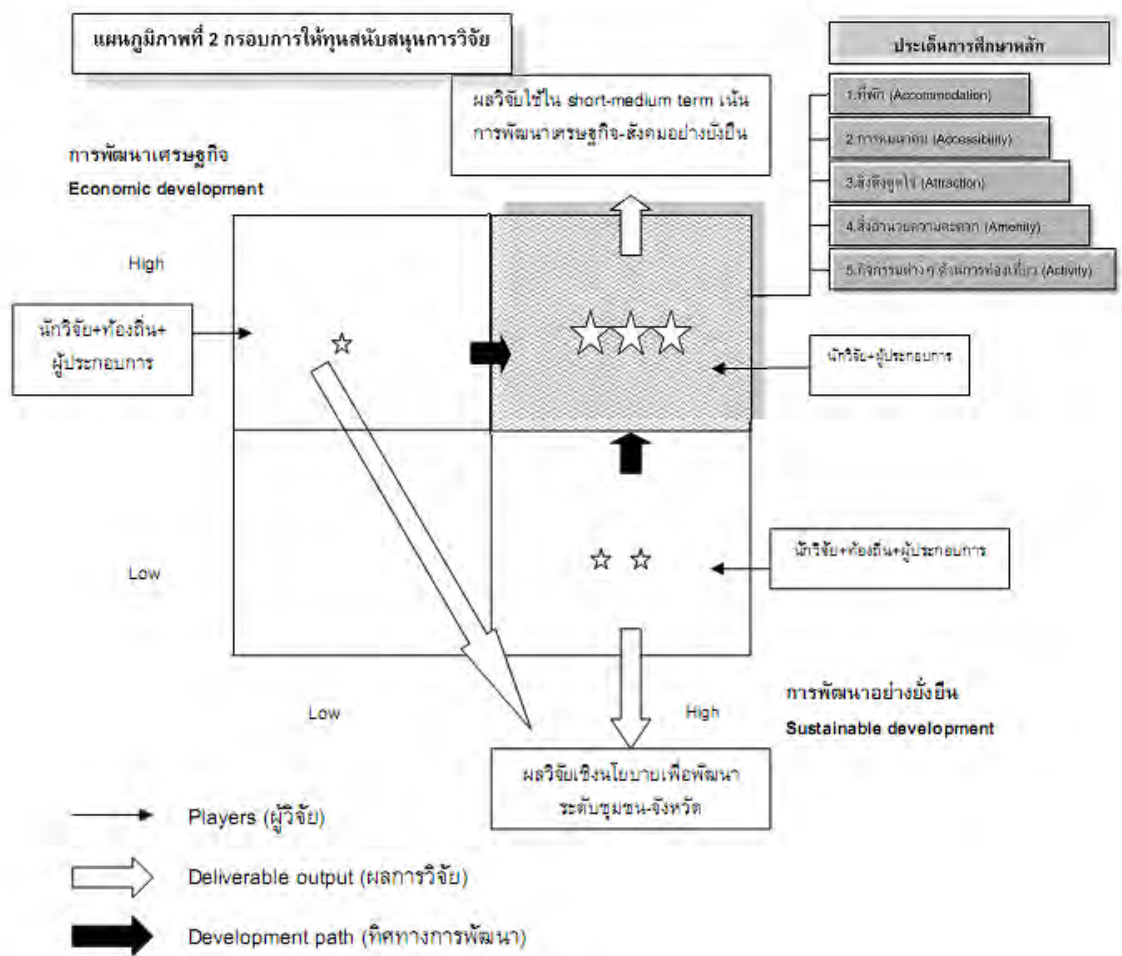 แผนภูมิภาพที่ 2 กรอบการให้ทุนสนับสนุนการวิจัย
ประเด็นการศึกษาหลัก
ผลวิจัยใช้ใน short-medium term เน้น
การพัฒนาเศรษฐกิจ-สังคมอย่างยั่งยืน
1.ที่พัก (Accommodation)
2.การคมนาคม (Accessibility)
3.สิ่งดึงดูดใจ (Attraction)
4.สิ่งอำนวยความสะดวก (Amenity)
5.กิจกรรมต่าง ๆ ด้านการท่องเที่ยว (Activity)
การพัฒนาเศรษฐกิจ
Economic development
High
นักวิจัย+ท้องถิ่น+
ผู้ประกอบการ
นักวิจัย+ผู้ประกอบการ
Low
นักวิจัย+ท้องถิ่น+ผู้ประกอบการ
Low
High
การพัฒนาอย่างยั่งยืน
Sustainable development
ผลวิจัยเชิงนโยบายเพื่อพัฒนา
ระดับชุมชน-จังหวัด
Players (ผู้วิจัย)
Deliverable output (ผลการวิจัย)
Development path (ทิศทางการพัฒนา)